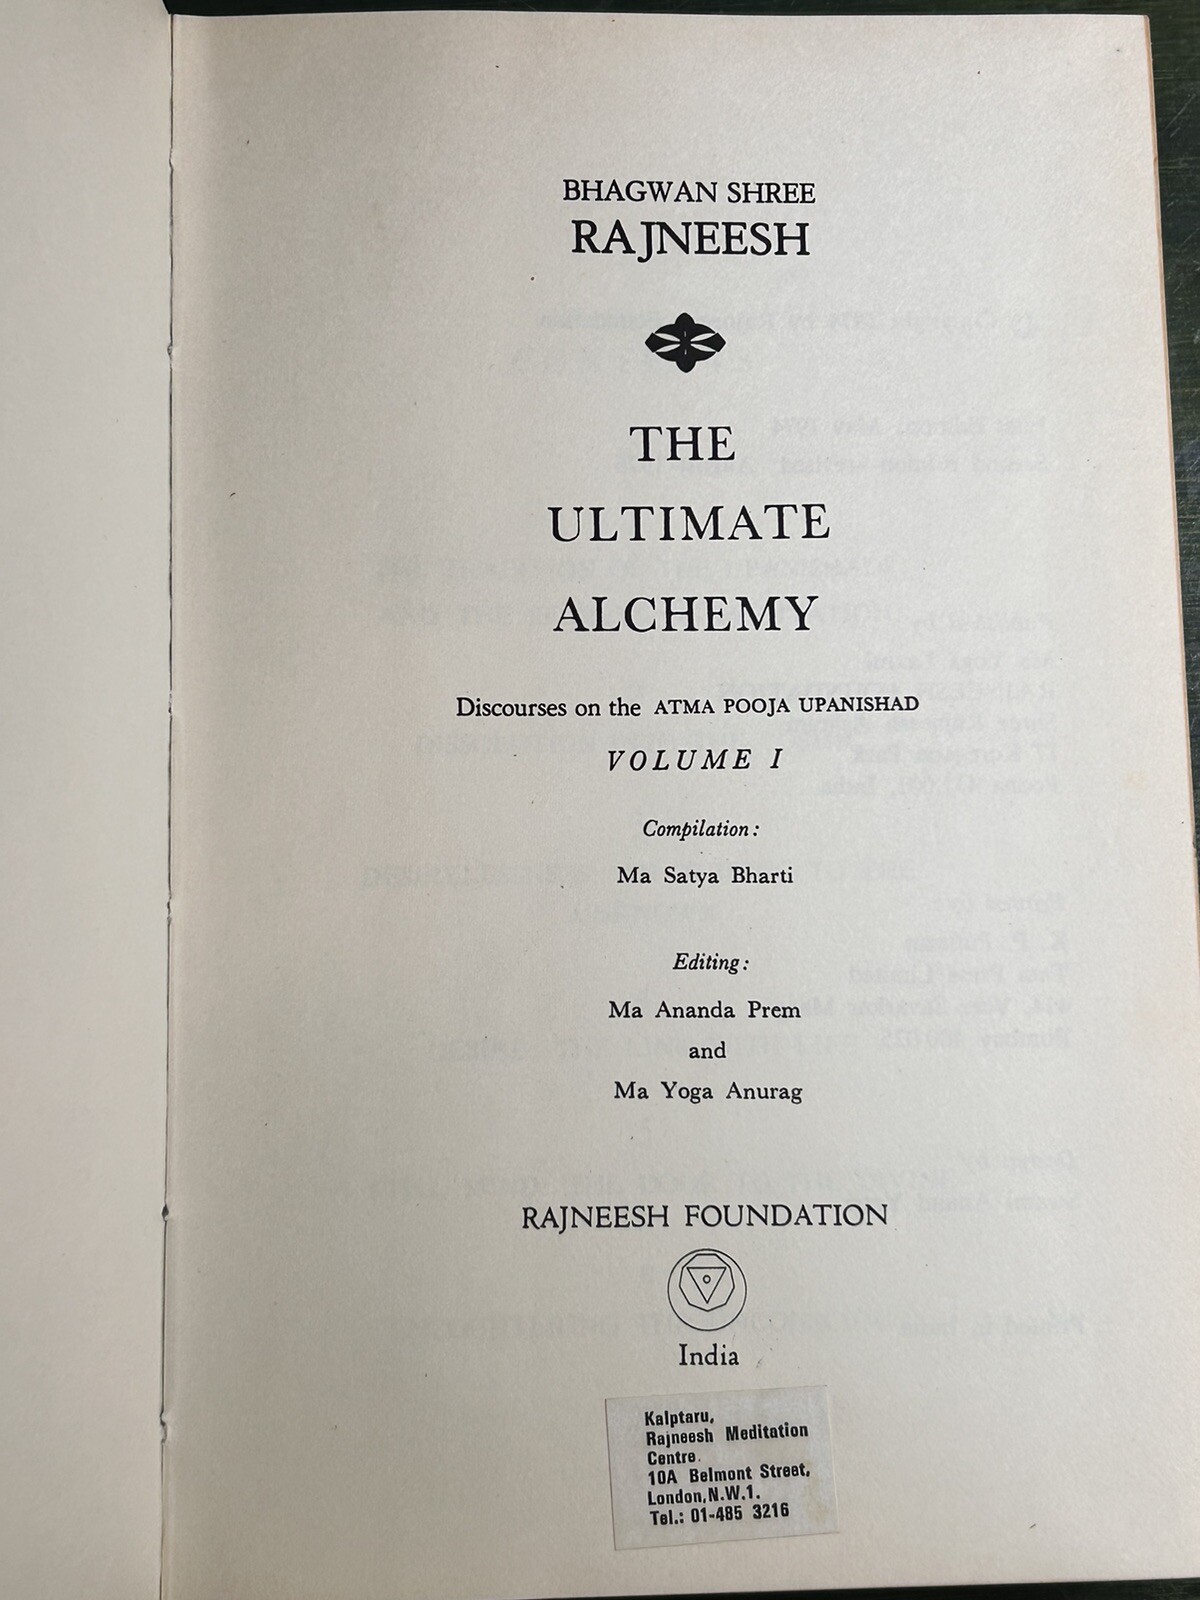 BHAGWAN SHREE
RAJNEESH
THE
ULTIMATE
ALCHEMY
Discourses on the ATMA POOJA UPANISHAD
VOLUME I
Compilation:
Ma Satya Bharti
Editing:
Ma Ananda Prem
and
Ma Yoga Anurag
RAJNEESH FOUNDATION
India
Kalptaru,
Rajneesh Meditation
Centre.
10A Belmont Street,
London,N.W.1.
Tel.: 01-485 3216